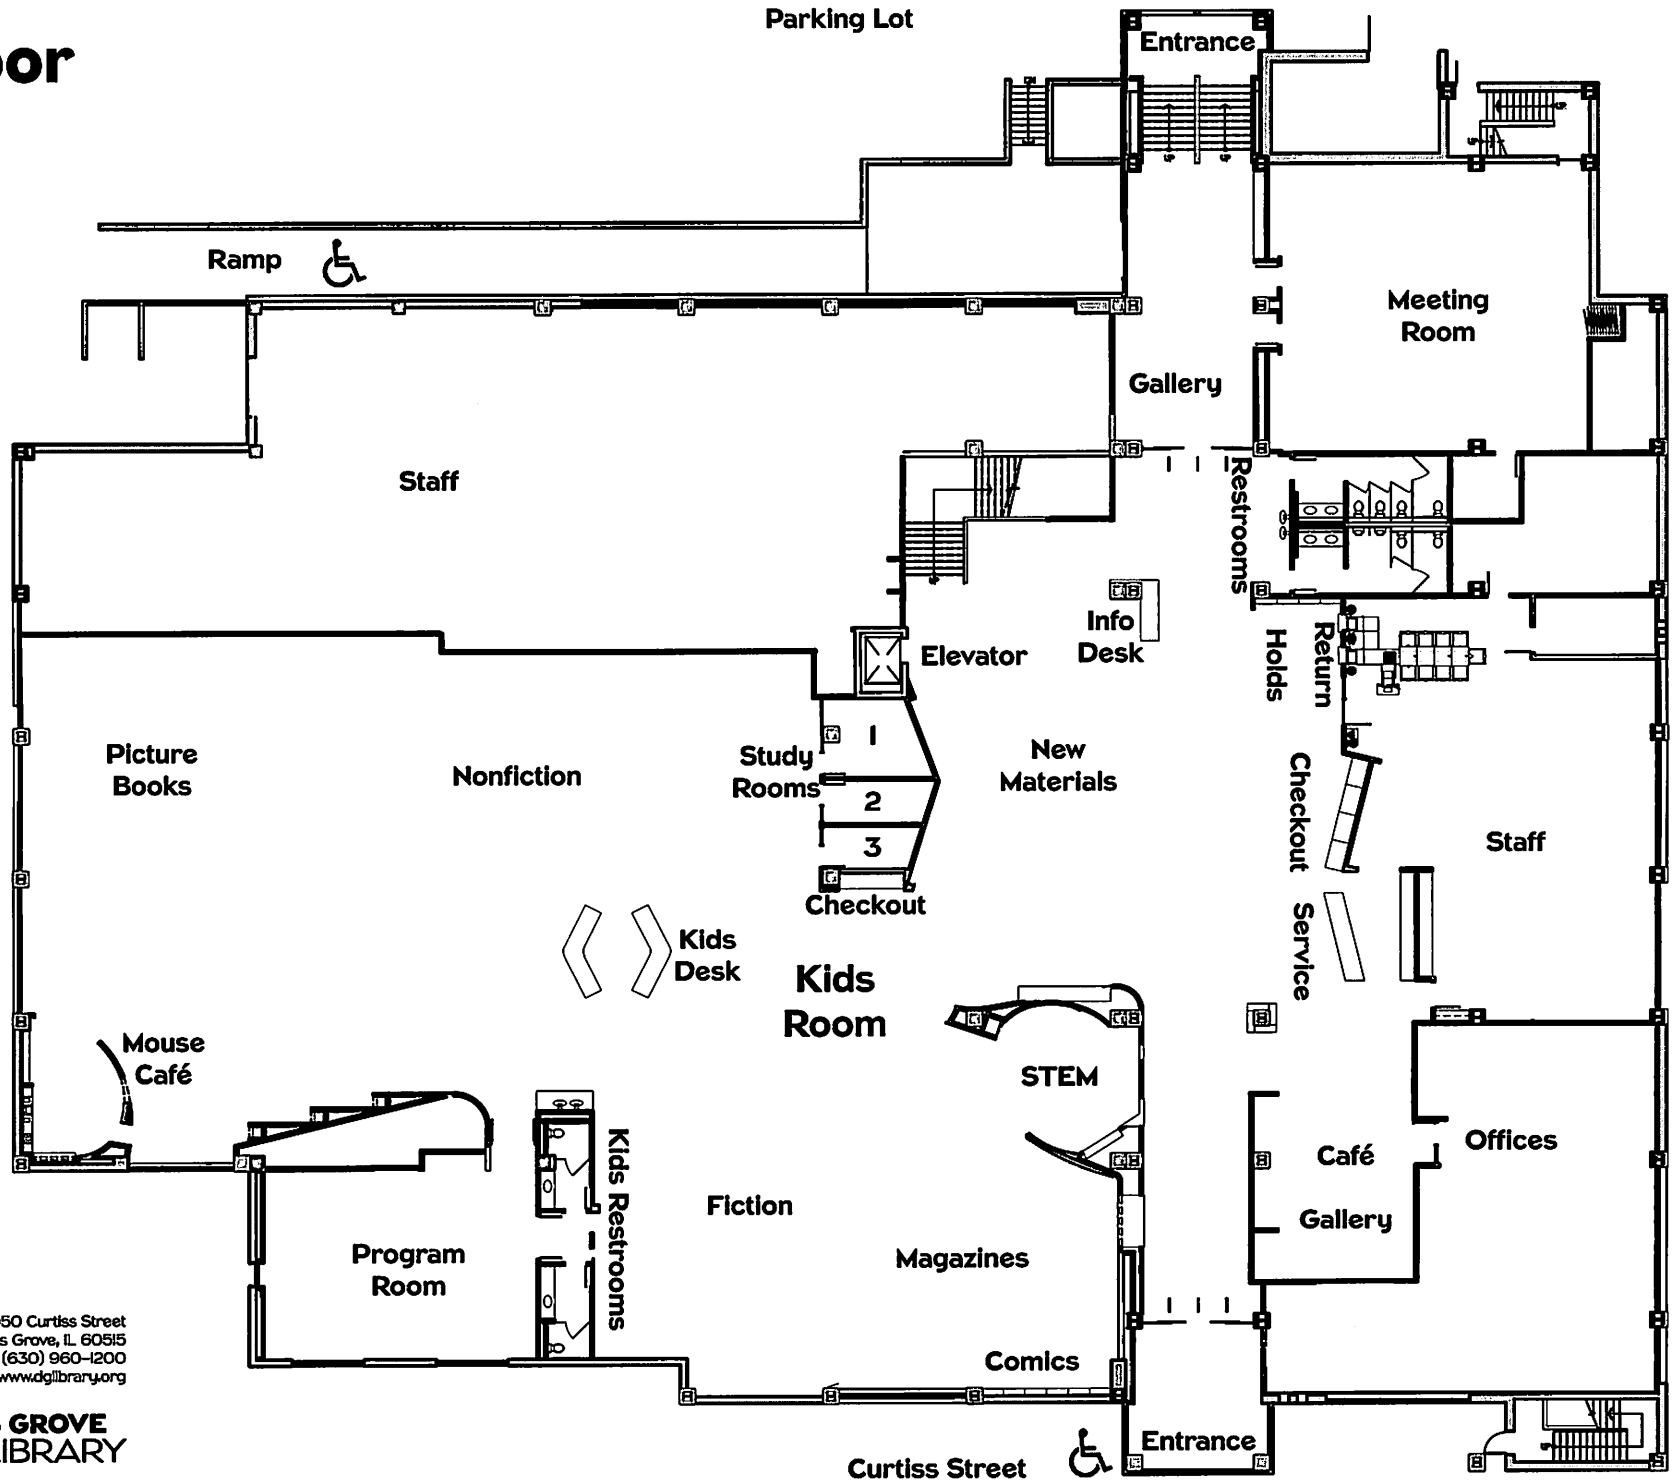 Parking Lot
Entrance
oor
Ramp
Meeting
Room
Gallery
Staff
Restrooms
Info
Desk
Elevator
Holds
Return
Picture
Books
Nonfiction
Study
Rooms
1
2
3
New
Materials
Checkout
Staff
Checkout
Service
Kids
Desk
Kids
Room
Mouse
Café
STEM
Café
Gallery
Offices
Kids Restrooms
Fiction
Program
Room
Magazines
Comics
50 Curtiss Street
s Grove, IL 60515
(630) 960-1200
www.dglibrary.org
GROVE
LIBRARY
Entrance
Curtiss Street